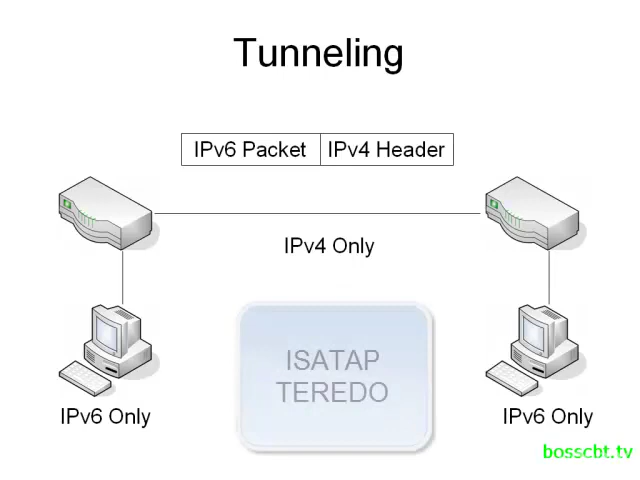 Tunneling
IPv6 Packet IPv4 Header
IPv4 Only
ISATAP
TEREDO
IPv6 Only
IPv6 Only
bosscbt.tv